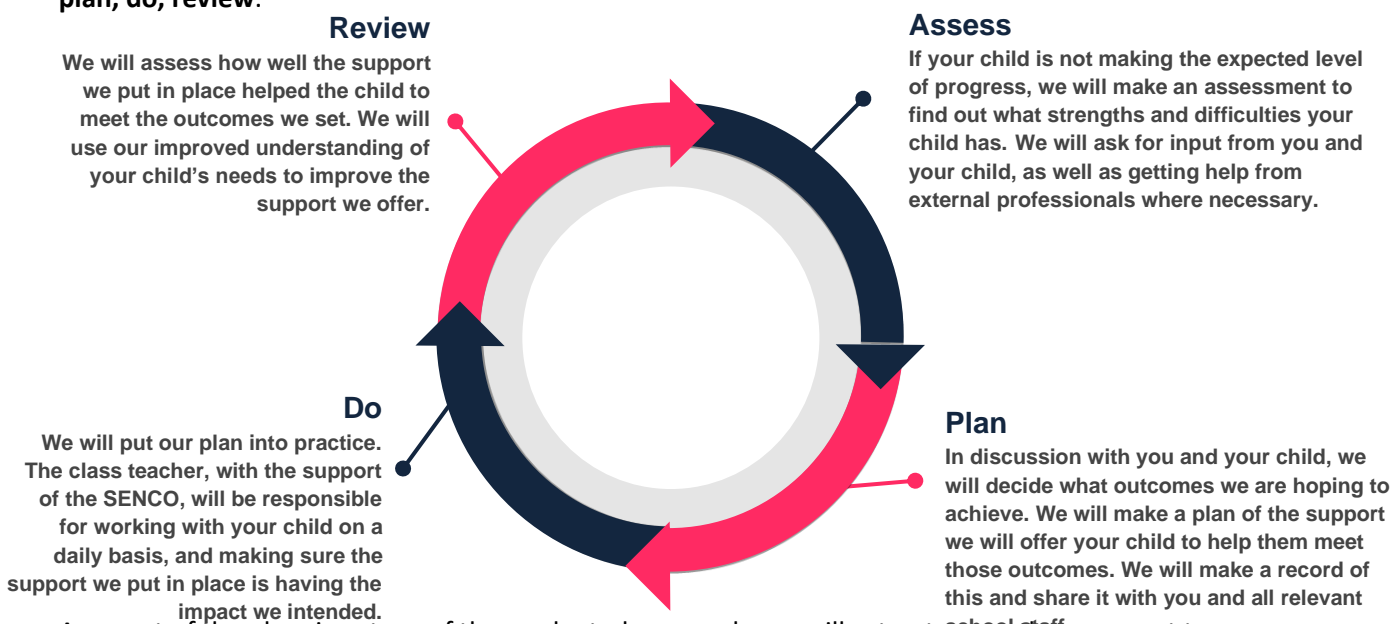 plan, do, review.
Review
We will assess how well the support
we put in place helped the child to
meet the outcomes we set. We will
use our improved understanding of
your child's needs to improve the
support we offer.
Assess
If your child is not making the expected level
of progress, we will make an assessment to
find out what strengths and difficulties your
child has. We will ask for input from you and
your child, as well as getting help from
external professionals where necessary.
Plan
In discussion with you and your child, we
will decide what outcomes we are hoping to
achieve. We will make a plan of the support
we will offer your child to help them meet
those outcomes. We will make a record of
this and share it with you and all relevant
school staff
Do
We will put our plan into practice.
The class teacher, with the support
of the SENCO, will be responsible
for working with your child on a
daily basis, and making sure the
support we put in place is having the
impact we intended.